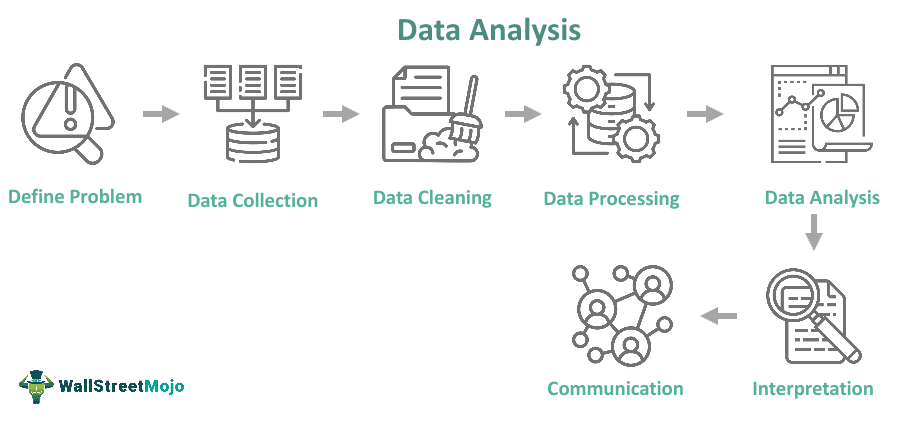 Data Analysis
Define Problem
Data Collection
Data Cleaning
Data Processing
Data Analysis
Communication
Interpretation
WallStreetMojo